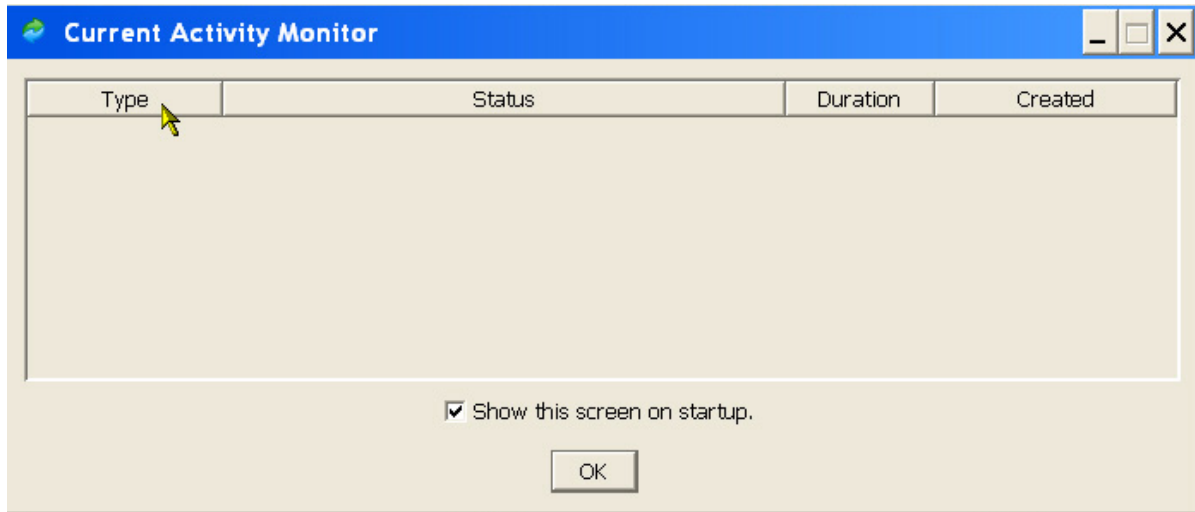 Current Activity Monitor
Type Status Duration Created
Show this screen on startup.
OK